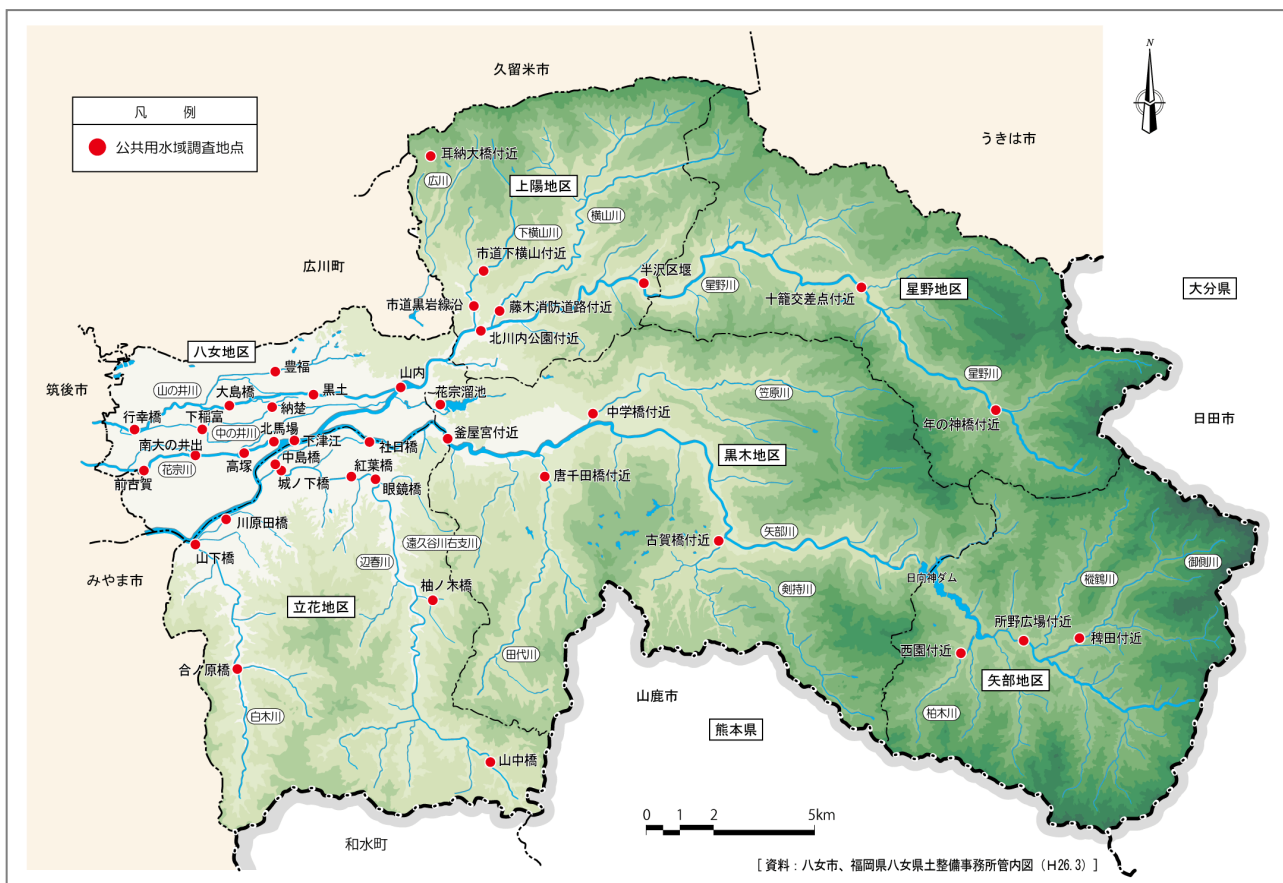 久留米市
N
凡 例
公共用水域調査地点
うきは市
耳納大橋付近
広川
上陽地区
横山川
下横山川
市道下横山付近
広川町
半沢区堰
星野川
十籠交差点付近
星野地区
大分県
市道黒岩線沿
藤木消防道路付近
北川内公園付近
八女地区
豊福
山内
花宗溜池
筑後市
山の井川
大島橋
黒土
笠原川
星野川
中学橋付近
行幸橋
下稲富
納楚
年の神橋付近
日田市
中の井川
北馬場
南大の井出
下津江
社日橋
釜屋宮付近
黒木地区
花宗川
高塚
中島橋
前古賀
城ノ下橋
紅葉橋
眼鏡橋
唐千田橋付近
川原田橋
遠久谷川右支川
古賀橋付近
矢部川
山下橋
辺春川
御側川
みやま市
日向神ダム
樅鶴川
剣持川
柚ノ木橋
立花地区
所野広場付近
稗田付近
田代川
西園付近
合ノ原橋
矢部地区
山鹿市
柏木川
白木川
熊本県
山中橋
0 1 2 5km
和水町
[ 資料：八女市、福岡県八女県土整備事務所管内図（H26.3）]